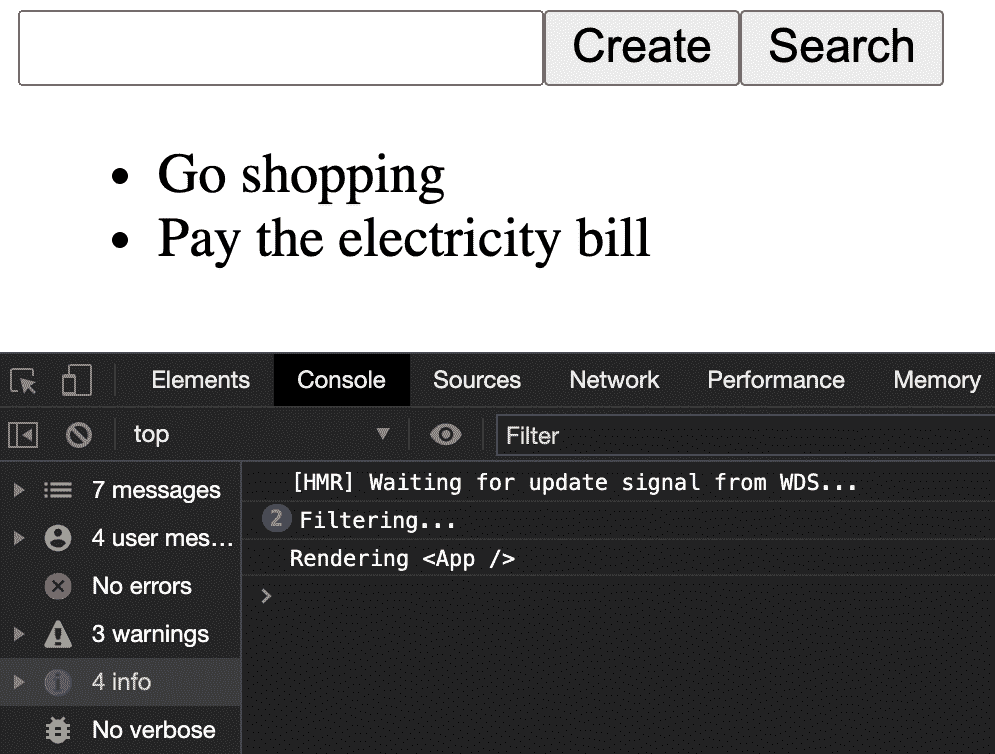 Create Search
Go shopping
Pay the electricity bill
Elements Console Sources Network Performance Memory
top Filter
7 messages
4 user mes...
No errors
3 warnings
4 info
No verbose
[HMR] Waiting for update signal from WDS...
2 Filtering...
Rendering <App />
>